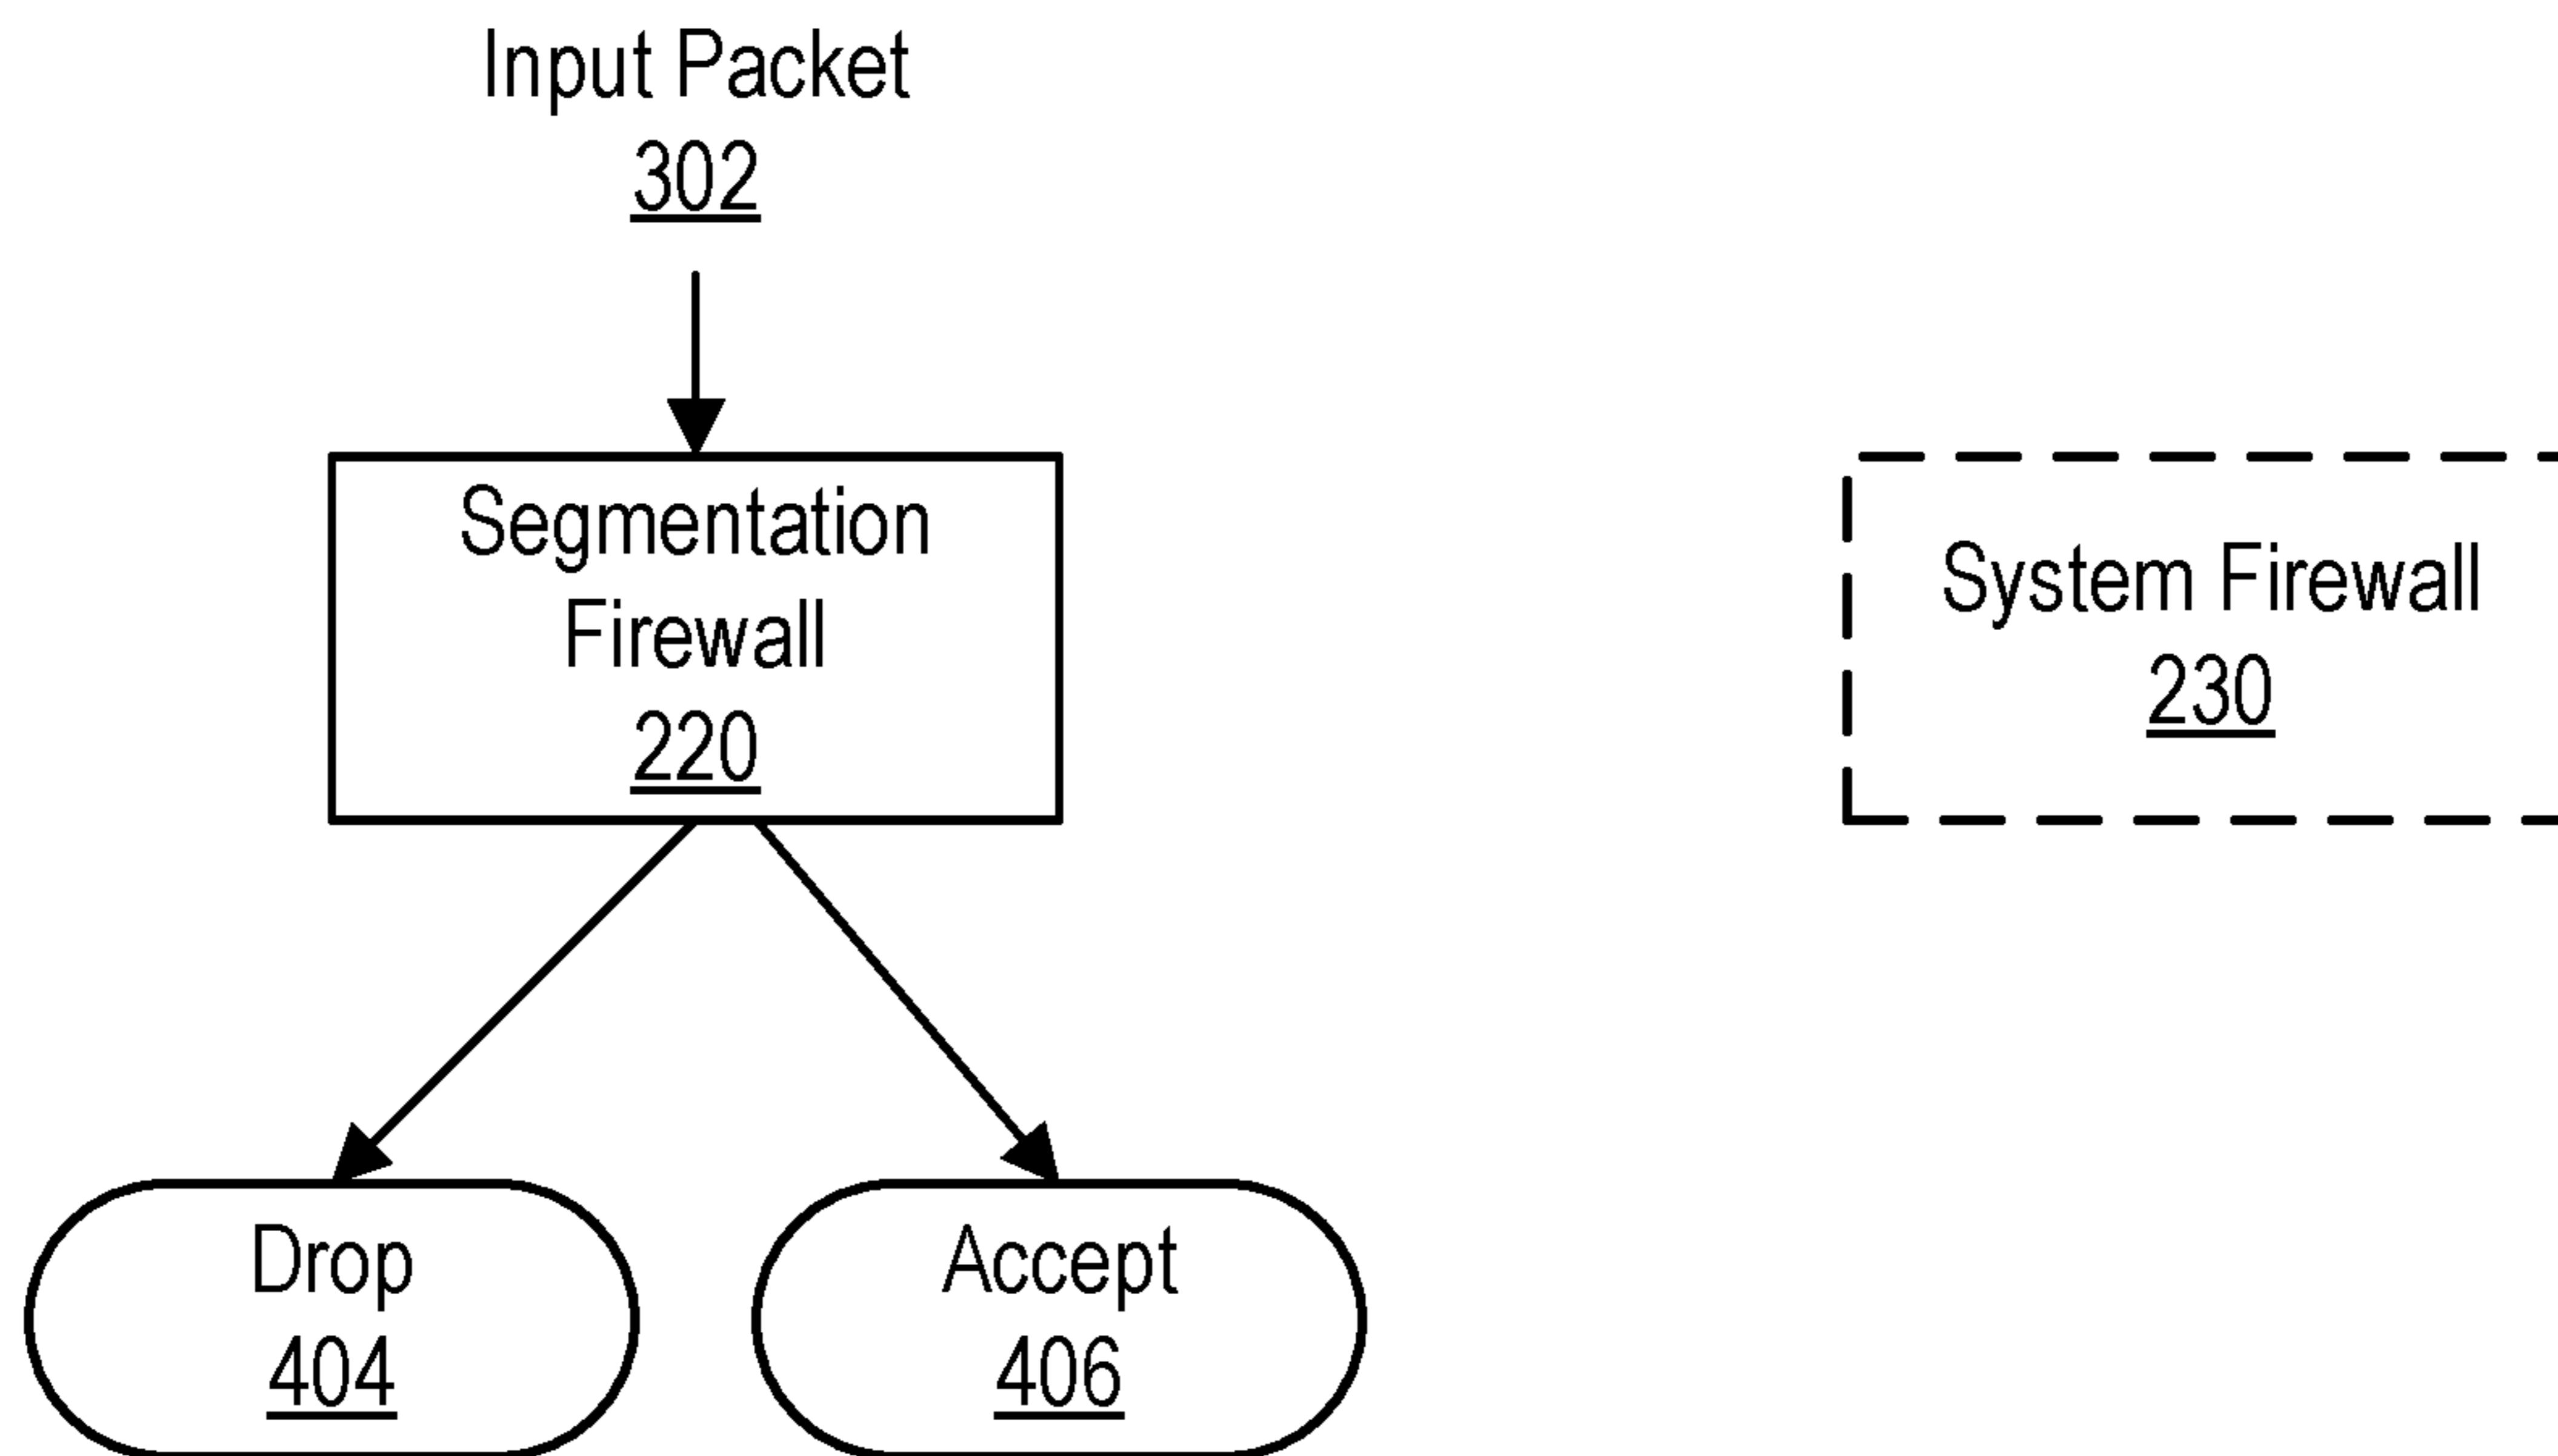 Input Packet
302
Segmentation
Firewall
220
System Firewall
230
Drop
404
Accept
406